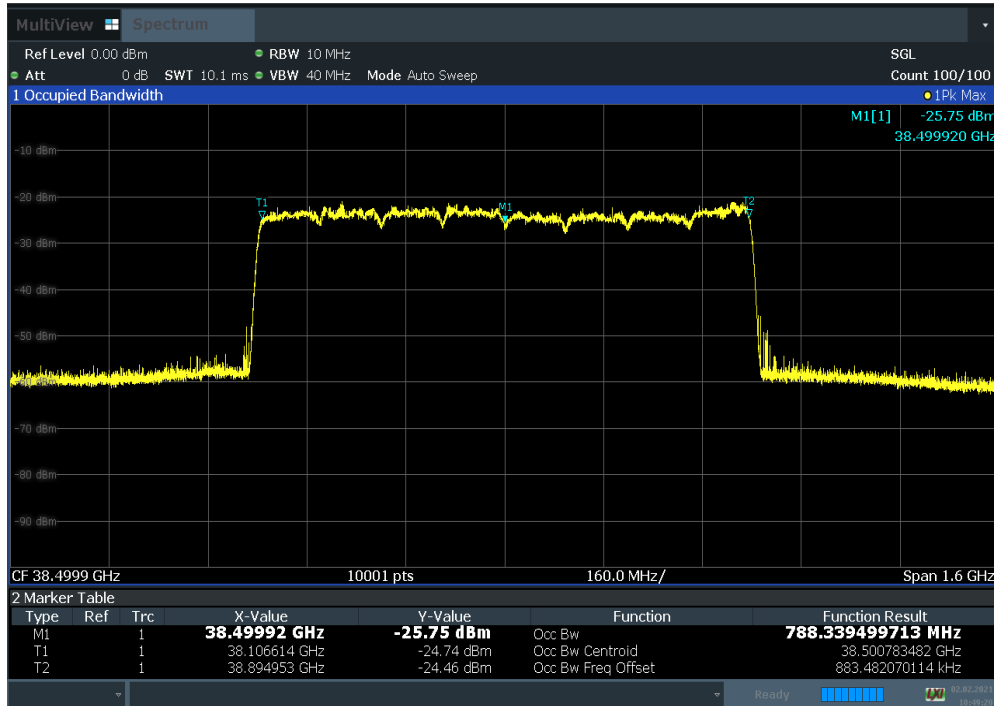 MultiView Spectrum
Ref Level 0.00 dBm RBW 10 MHz SGL
Att 0 dB SWT 10.1 ms VBW 40 MHz Mode Auto Sweep Count 100/100
1 Occupied Bandwidth 1Pk Max
M1[1] -25.75 dBm
38.499920 GHz
-10 dBm
-20 dBm
T1 M1 T2
-30 dBm
-40 dBm
-50 dBm
-70 dBm
-80 dBm
-90 dBm
CF 38.4999 GHz 10001 pts 160.0 MHz/ Span 1.6 GHz
2 Marker Table
Type Ref Trc X-Value Y-Value Function Function Result
M1 1 38.49992 GHz -25.75 dBm Occ Bw 788.339499713 MHz
T1 1 38.106614 GHz -24.74 dBm Occ Bw Centroid 38.500783482 GHz
T2 1 38.894953 GHz -24.46 dBm Occ Bw Freq Offset 883.482070114 kHz
Ready LXI 02.02.2021